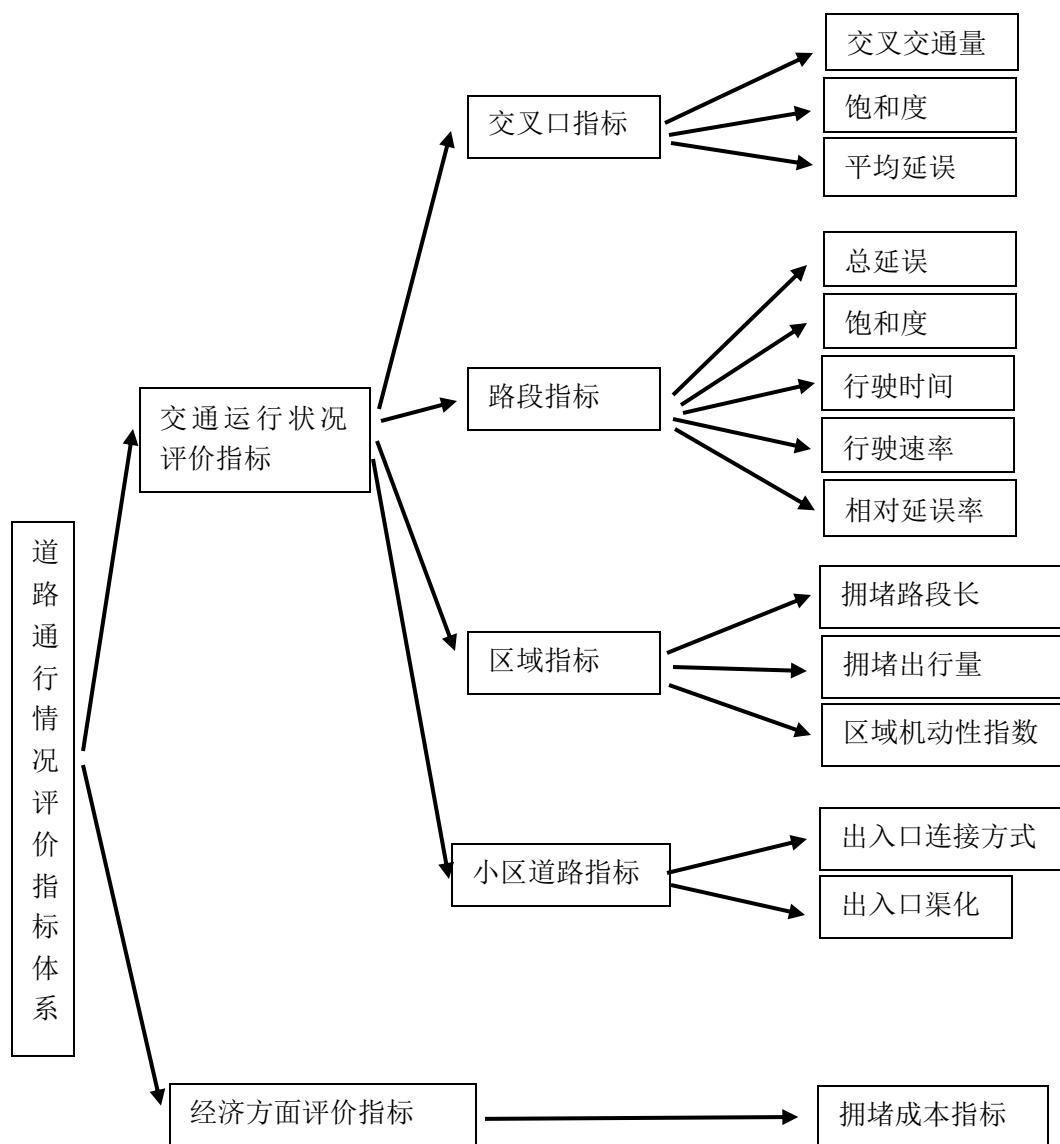 交叉交通量
饱和度
平均延误
交叉口指标
总延误
饱和度
行驶时间
行驶速率
相对延误率
路段指标
交通运行状况
评价指标
拥堵路段长
拥堵出行量
区域机动性指数
区域指标
出入口连接方式
出入口渠化
小区道路指标
道路通行情况评价指标体系
经济方面评价指标
拥堵成本指标